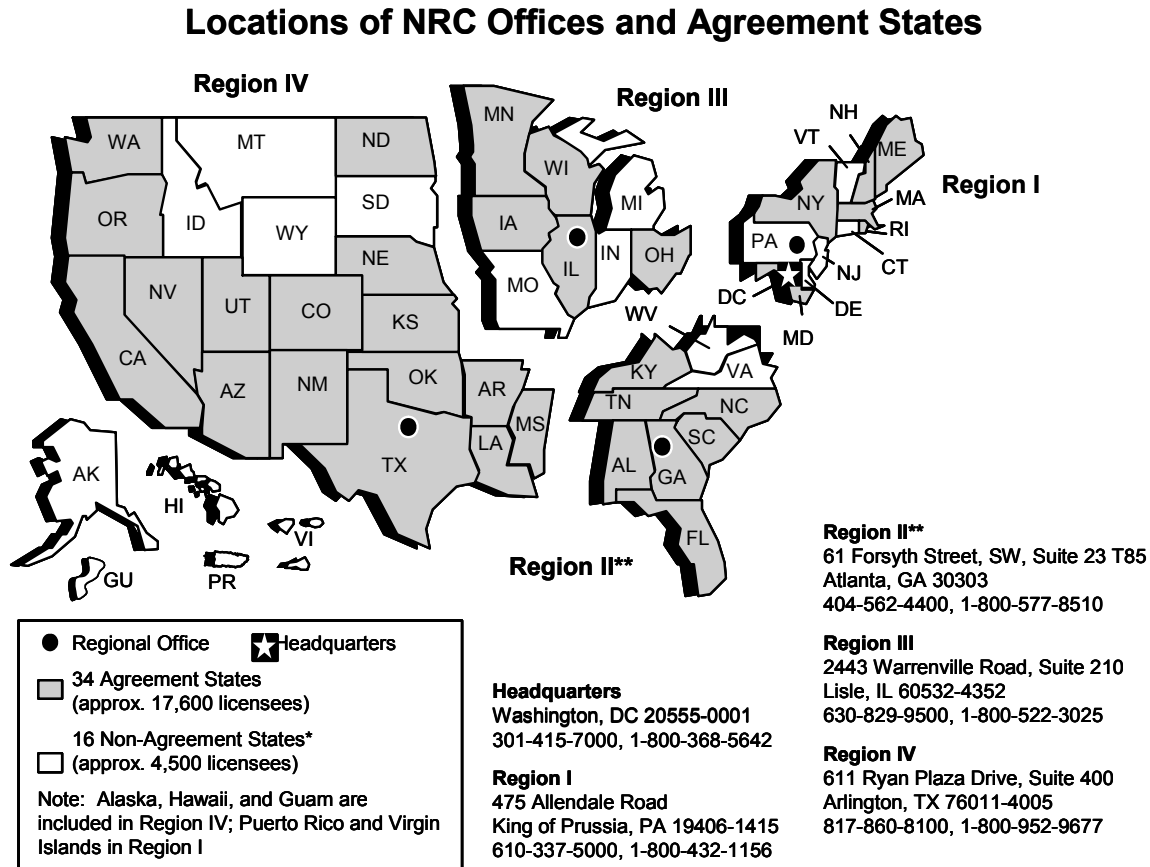 Locations of NRC Offices and Agreement States
Region IV
Region III
Region I
WA
MT
ND
OR
ID
WY
SD
NE
NV
UT
CO
KS
CA
AZ
NM
OK
TX
AR
LA
MS
MN
WI
IA
IL
MO
IN
MI
OH
NH
VT
ME
NY
MA
RI
CT
PA
NJ
DE
DC
MD
WV
KY
VA
TN
NC
SC
AL
GA
FL
AK
HI
VI
GU
PR
Region II**
Regional Office
Headquarters
34 Agreement States
(approx. 17,600 licensees)
16 Non-Agreement States*
(approx. 4,500 licensees)
Note: Alaska, Hawaii, and Guam are
included in Region IV; Puerto Rico and Virgin
Islands in Region I
Headquarters
Washington, DC 20555-0001
301-415-7000, 1-800-368-5642
Region I
475 Allendale Road
King of Prussia, PA 19406-1415
610-337-5000, 1-800-432-1156
Region II**
61 Forsyth Street, SW, Suite 23 T85
Atlanta, GA 30303
404-562-4400, 1-800-577-8510
Region III
2443 Warrenville Road, Suite 210
Lisle, IL 60532-4352
630-829-9500, 1-800-522-3025
Region IV
611 Ryan Plaza Drive, Suite 400
Arlington, TX 76011-4005
817-860-8100, 1-800-952-9677